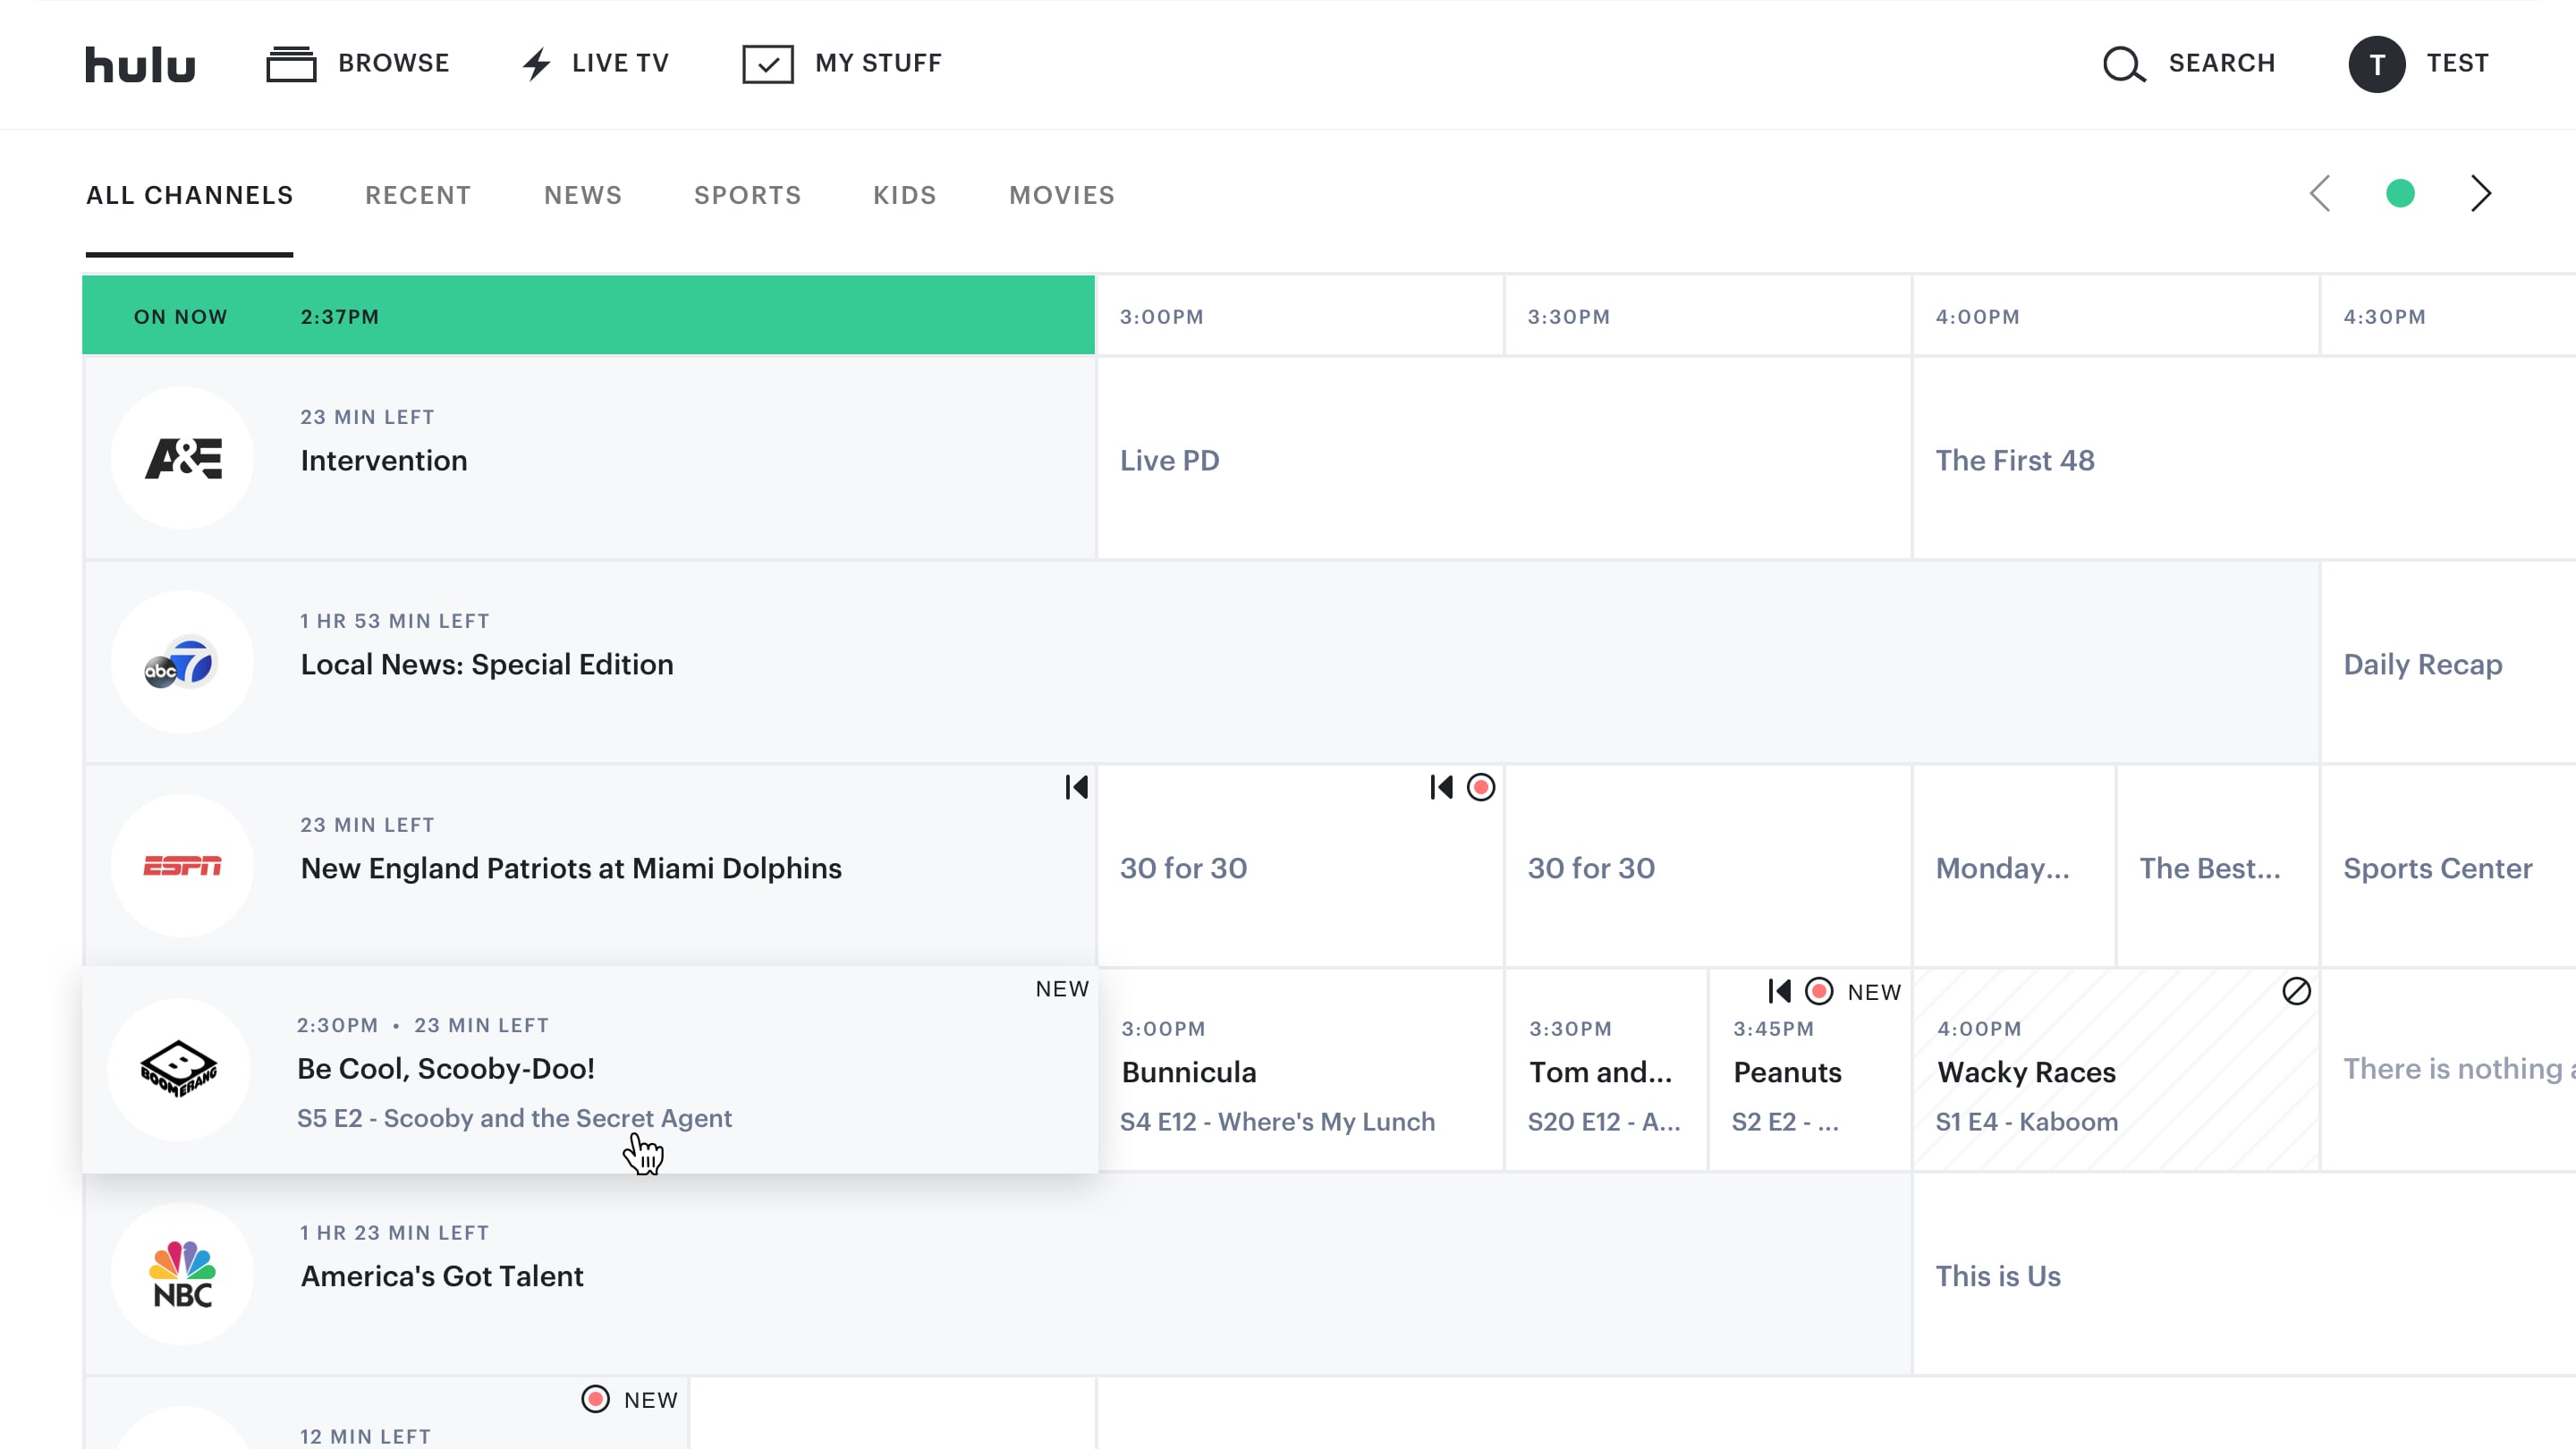 hulu BROWSE LIVE TV MY STUFF SEARCH T TEST
ALL CHANNELS RECENT NEWS SPORTS KIDS MOVIES
ON NOW 2:37PM 3:00PM 3:30PM 4:00PM 4:30PM
23 MIN LEFT
A&E Intervention Live PD The First 48
1 HR 53 MIN LEFT
abc 7 Local News: Special Edition Daily Recap
23 MIN LEFT
ESPN New England Patriots at Miami Dolphins 30 for 30 30 for 30 Monday... The Best... Sports Center
NEW NEW
2:30PM • 23 MIN LEFT 3:00PM 3:30PM 3:45PM 4:00PM
Be Cool, Scooby-Doo! Bunnicula Tom and... Peanuts Wacky Races There is nothing a
B BOOMERANG
S5 E2 - Scooby and the Secret Agent S4 E12 - Where's My Lunch S20 E12 - A... S2 E2 - ... S1 E4 - Kaboom
1 HR 23 MIN LEFT
America's Got Talent This is Us
NBC
NEW
12 MIN LEFT